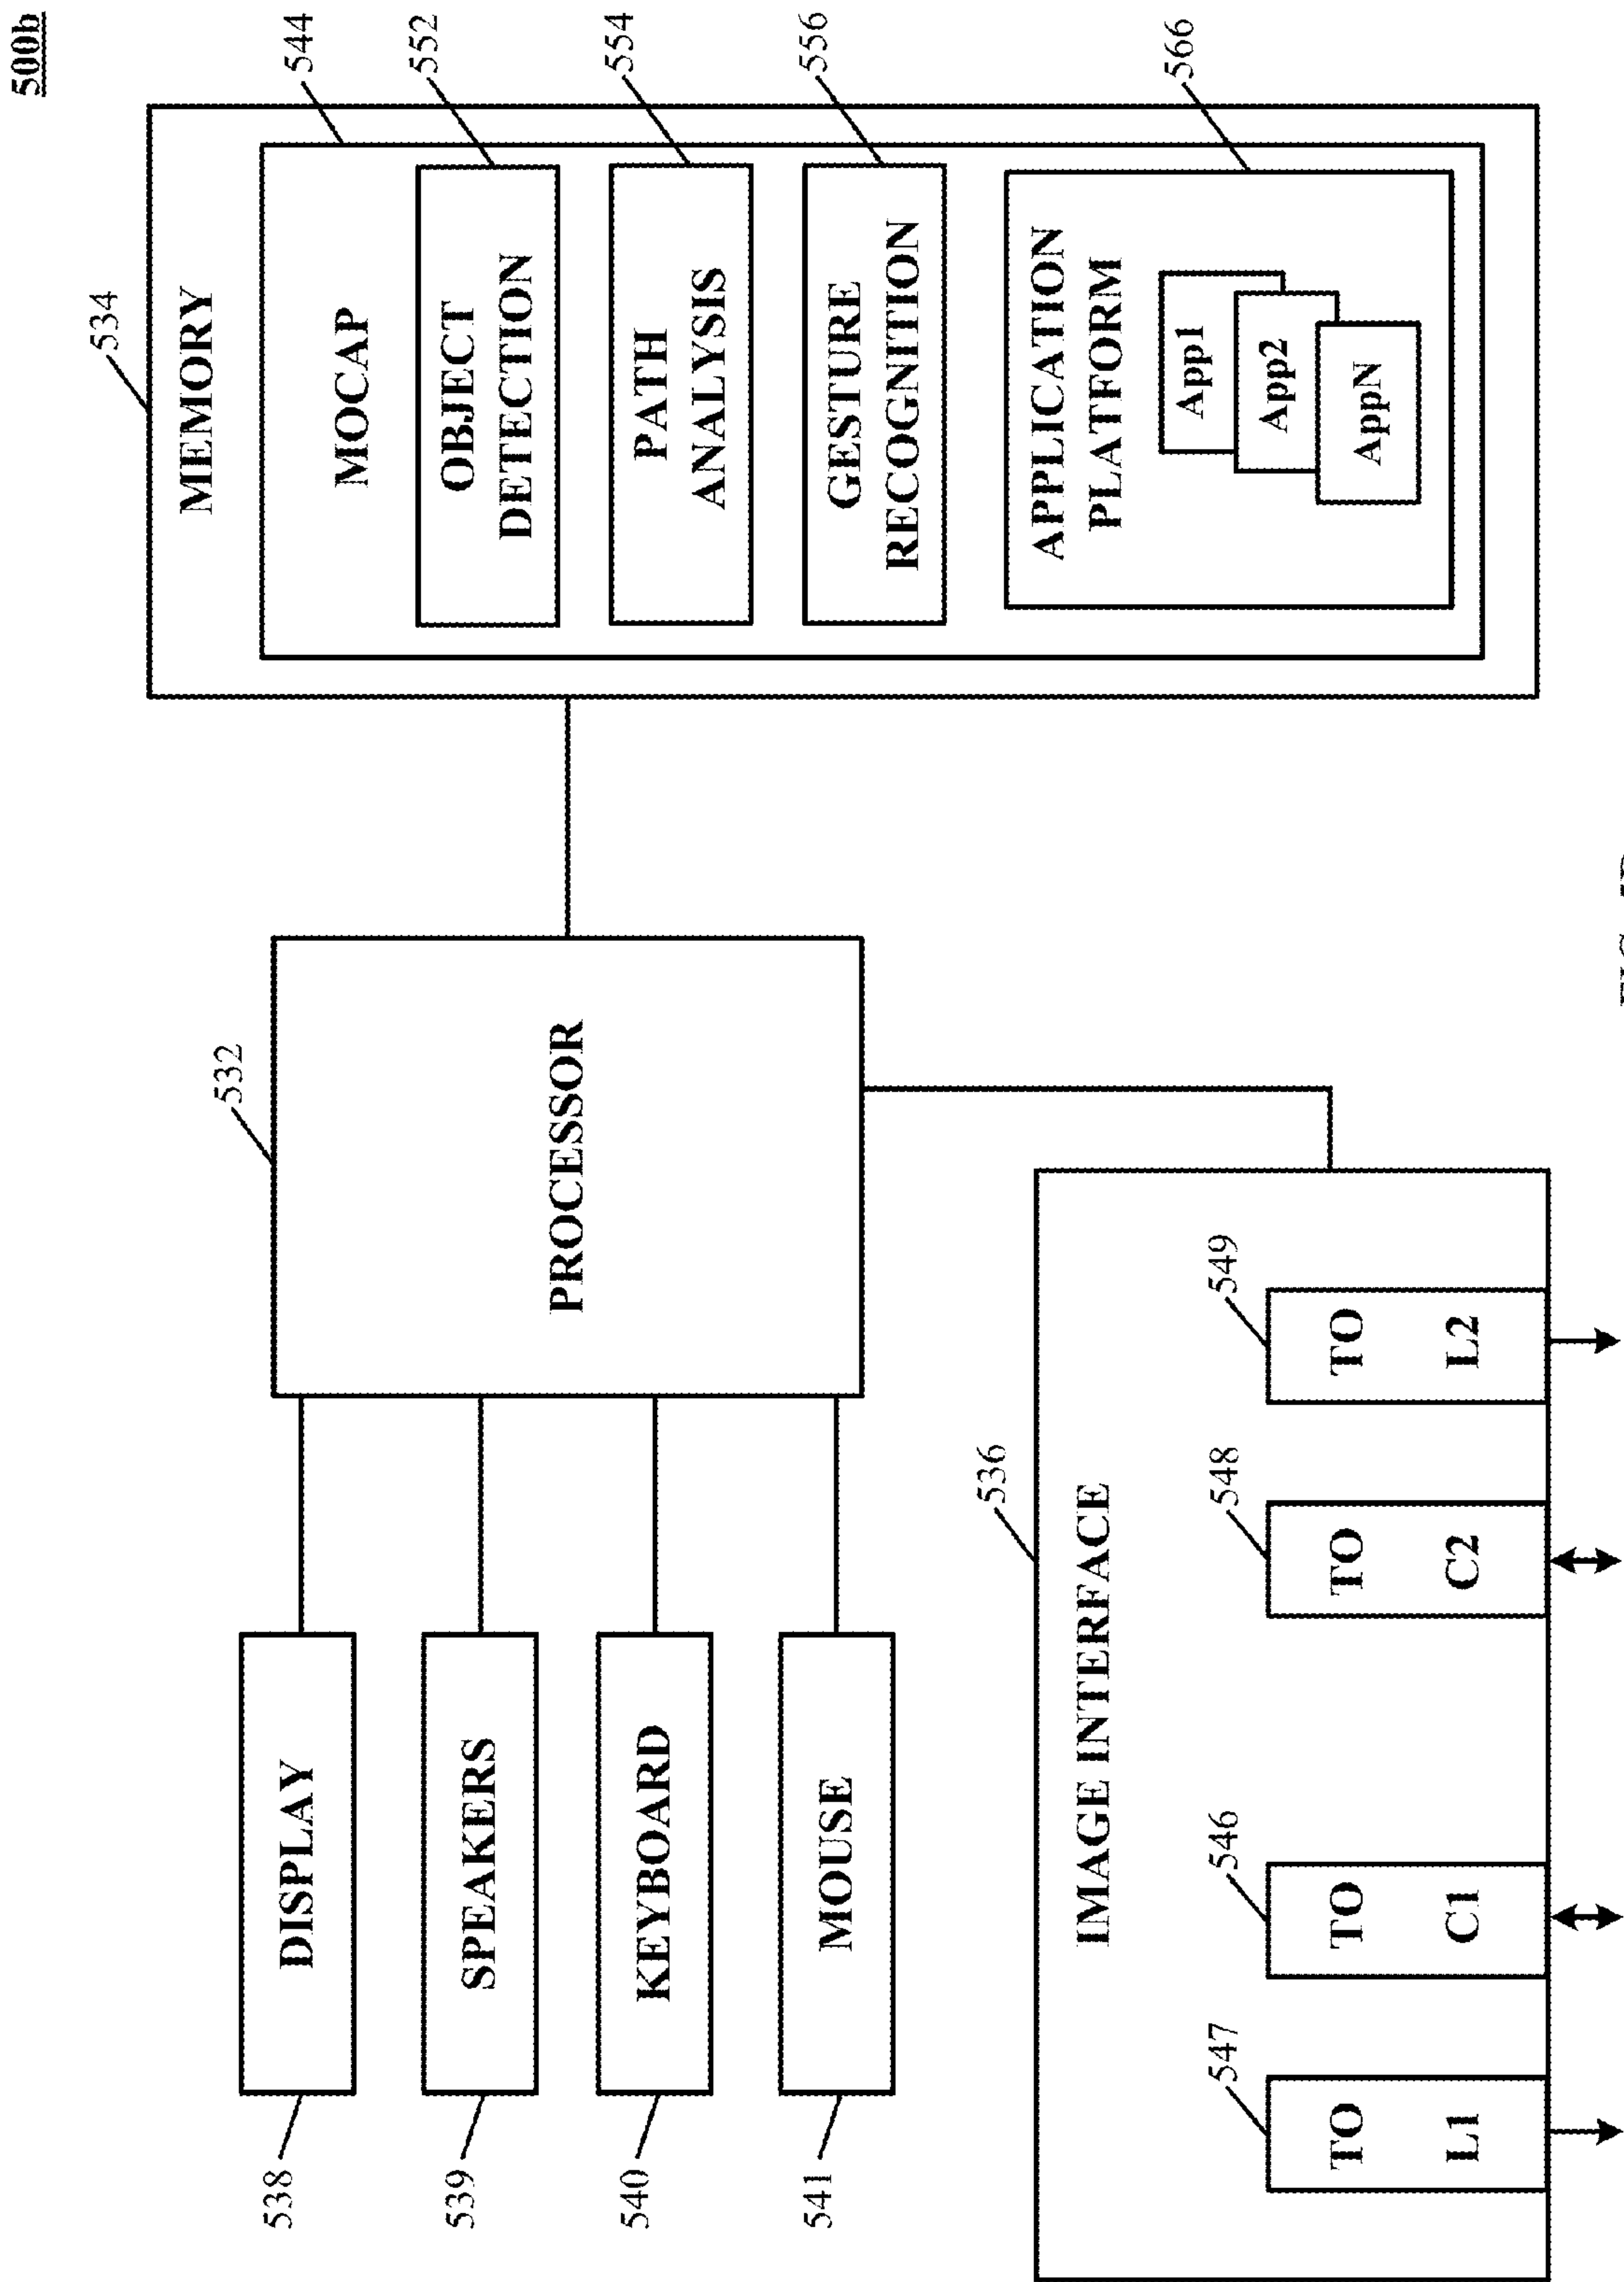 500b
534
MEMORY
544
MOCAP
552
OBJECT
DETECTION
554
PATH
ANALYSIS
556
GESTURE
RECOGNITION
566
APPLICATION
PLATFORM
App1
App2
AppN
532
PROCESSOR
538
DISPLAY
539
SPEAKERS
540
KEYBOARD
541
MOUSE
536
IMAGE INTERFACE
547
TO
L1
546
TO
C1
548
TO
C2
549
TO
L2